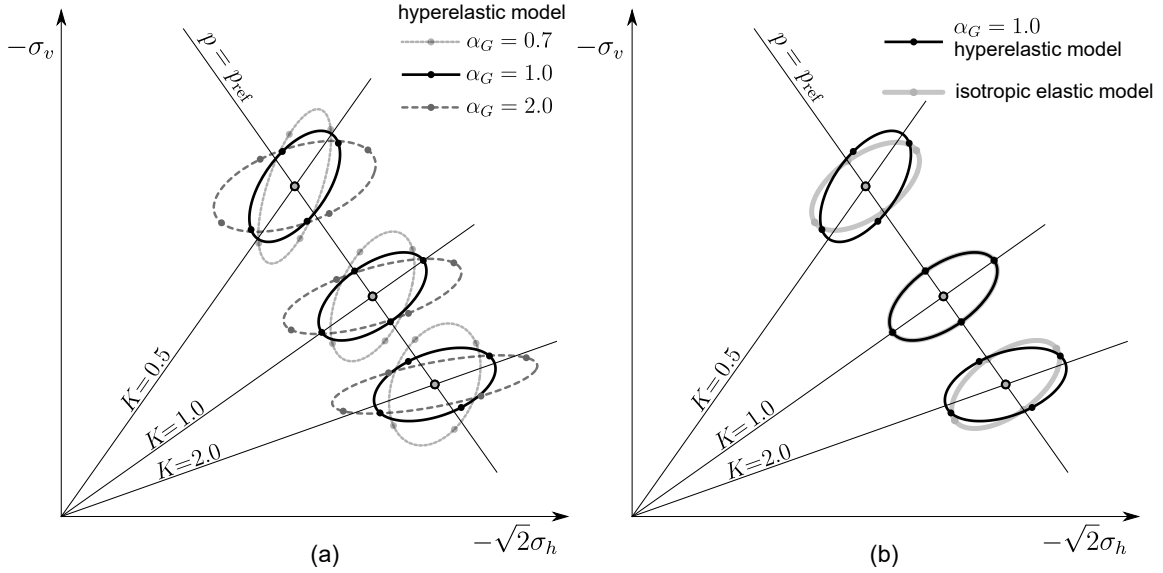 hyperelastic model
α_G = 0.7
α_G = 1.0
α_G = 2.0
−σ_v
p = p_ref
K=0.5
K=1.0
K=2.0
−√2σ_h
(a)
α_G = 1.0
hyperelastic model
isotropic elastic model
−σ_v
p = p_ref
K=0.5
K=1.0
K=2.0
−√2σ_h
(b)